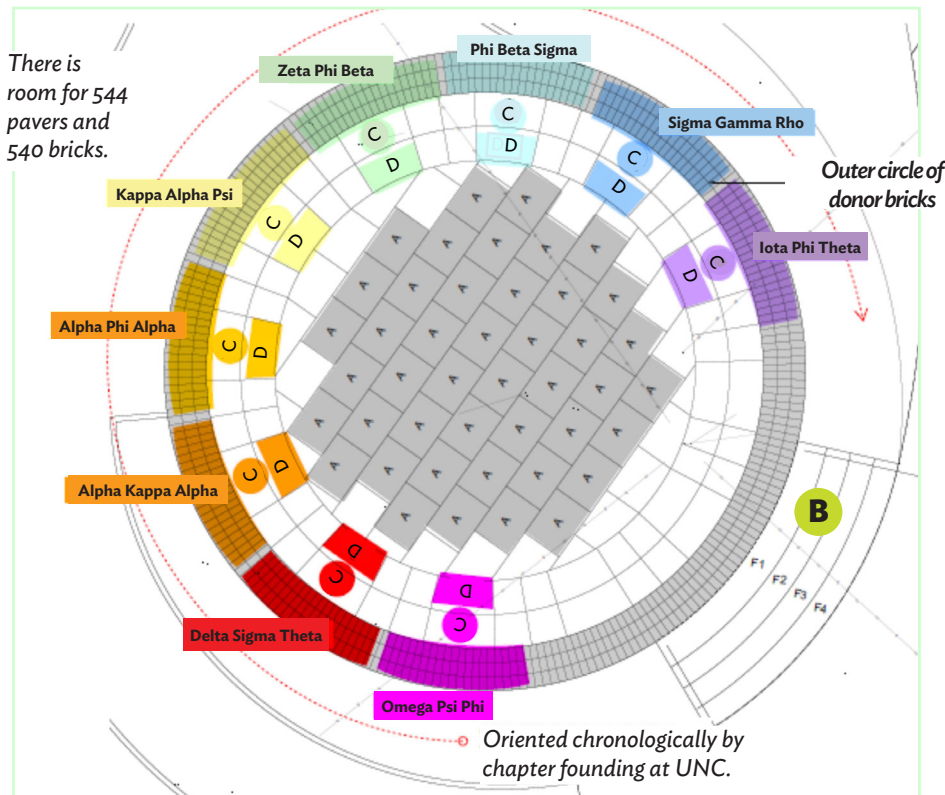 Phi Beta Sigma
There is
room for 544
pavers and
540 bricks.
Zeta Phi Beta
Sigma Gamma Rho
Kappa Alpha Psi
Outer circle of
donor bricks
Iota Phi Theta
Alpha Phi Alpha
Alpha Kappa Alpha
Delta Sigma Theta
Omega Psi Phi
Oriented chronologically by
chapter founding at UNC.
C
D
C
D
C
D
C
D
C
D
C
D
C
D
C
D
C
D
A A
A A A A A
A A A A A A
A A A A A A A
A A A A A A A
A A A A A A A
A A A A A A
A A A A
B
F1
F2
F3
F4